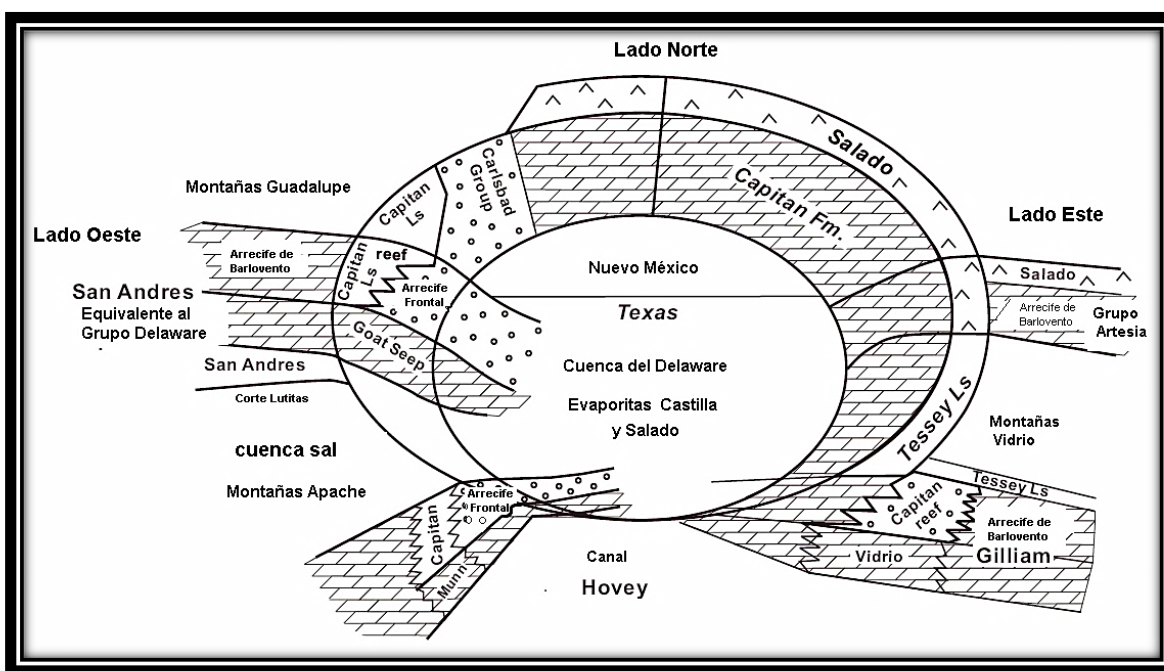 Lado Norte
Salado
Carlsbad
Group
Montañas Guadalupe
Capitan
Ls
Capitan Fm.
Lado Este
Lado Oeste
reef
Arrecife de
Barlovento
Capitan
Ls
Arrecife
Frontal
Nuevo México
Salado
San Andres
Equivalente al
Grupo Delaware
Texas
Arrecife de
Barlovento
Grupo
Artesia
Goat Seep
San Andres
Corte Lutitas
Cuenca del Delaware
Evaporitas Castilla
y Salado
Tessey Ls
Montañas
Vidrio
cuenca sal
Montañas Apache
Arrecife
Frontal
Tessey Ls
Capitan
reef
Arrecife de
Barlovento
Capitan
Munn
Canal
Hovey
Vidrio
Gilliam